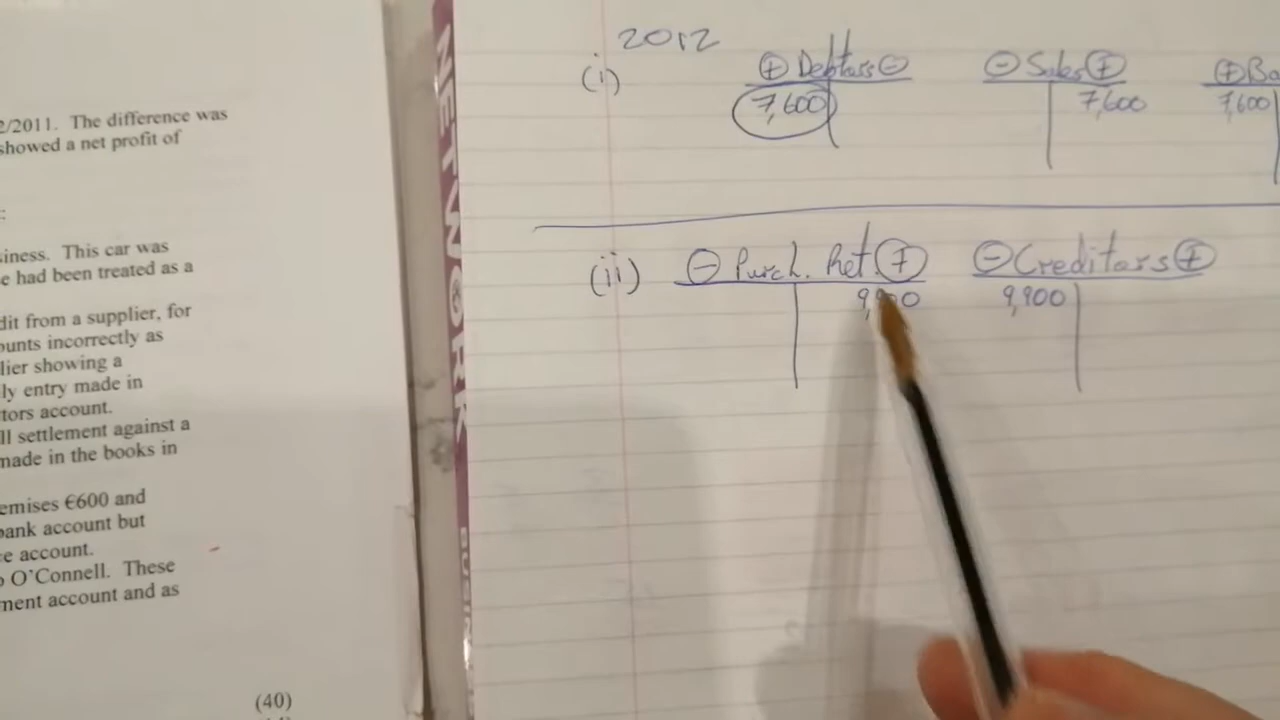 2/2011. The difference was
showed a net profit of
:
siness. This car was
e had been treated as a
dit from a supplier, for
ounts incorrectly as
lier showing a
ly entry made in
tors account.
ll settlement against a
made in the books in
emises €600 and
bank account but
e account.
O'Connell. These
ment account and as
(40)
NETWORK
2012
(i) + Debtors - - Sales + + Ba
7,600 7,600 7,600
(ii) - Purch. Ret. + - Creditors +
9,900 9,900